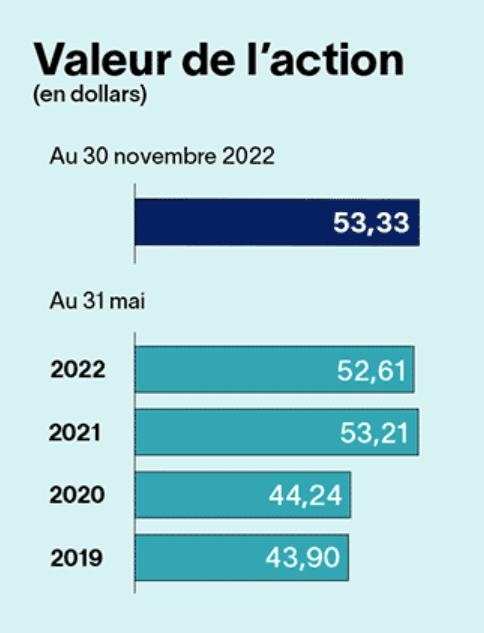 Valeur de l’action
(en dollars)
Au 30 novembre 2022
53,33
Au 31 mai
2022 52,61
2021 53,21
2020 44,24
2019 43,90